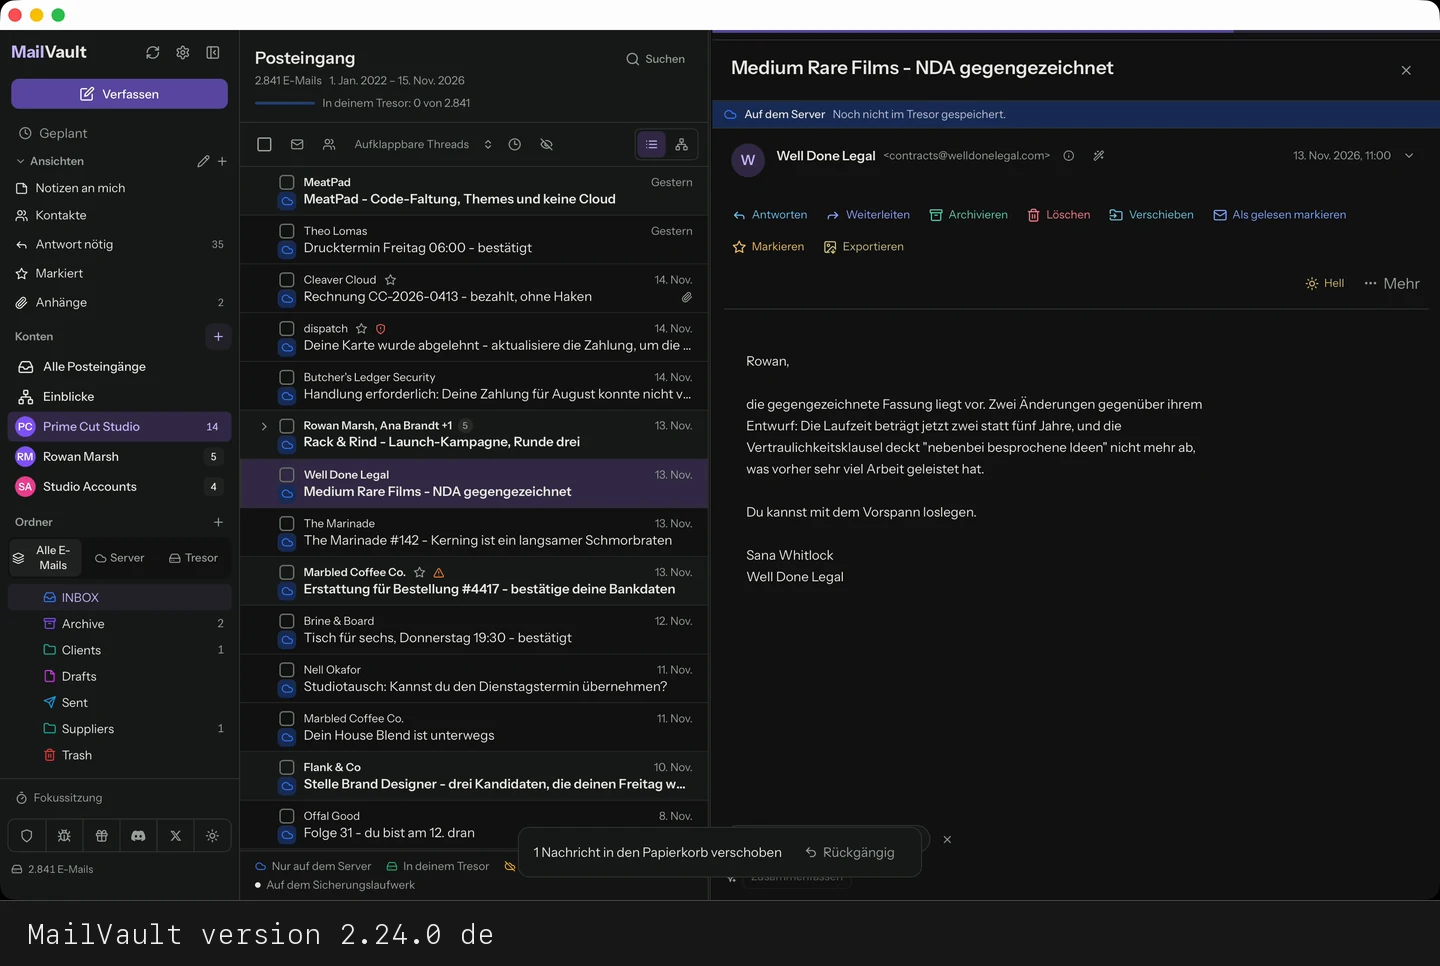 MailVault
Verfassen
Geplant
Ansichten
Notizen an mich
Kontakte
Antwort nötig 35
Markiert
Anhänge 2
Konten
Alle Posteingänge
Einblicke
PC Prime Cut Studio 14
RM Rowan Marsh 5
SA Studio Accounts 4
Ordner
Alle E-Mails
Server
Tresor
INBOX
Archive 2
Clients 1
Drafts
Sent
Suppliers 1
Trash
Fokussitzung
2.841 E-Mails
Posteingang
Suchen
2.841 E-Mails 1. Jan. 2022 – 15. Nov. 2026
In deinem Tresor: 0 von 2.841
Aufklappbare Threads
MeatPad Gestern
MeatPad - Code-Faltung, Themes und keine Cloud
Theo Lomas Gestern
Drucktermin Freitag 06:00 - bestätigt
Cleaver Cloud 14. Nov.
Rechnung CC-2026-0413 - bezahlt, ohne Haken
dispatch 14. Nov.
Deine Karte wurde abgelehnt - aktualisiere die Zahlung, um die ...
Butcher's Ledger Security 14. Nov.
Handlung erforderlich: Deine Zahlung für August konnte nicht v...
Rowan Marsh, Ana Brandt +1 5 13. Nov.
Rack & Rind - Launch-Kampagne, Runde drei
Well Done Legal 13. Nov.
Medium Rare Films - NDA gegengezeichnet
The Marinade 13. Nov.
The Marinade #142 - Kerning ist ein langsamer Schmorbraten
Marbled Coffee Co. 13. Nov.
Erstattung für Bestellung #4417 - bestätige deine Bankdaten
Brine & Board 12. Nov.
Tisch für sechs, Donnerstag 19:30 - bestätigt
Nell Okafor 11. Nov.
Studiotausch: Kannst du den Dienstagstermin übernehmen?
Marbled Coffee Co. 11. Nov.
Dein House Blend ist unterwegs
Flank & Co 10. Nov.
Stelle Brand Designer - drei Kandidaten, die deinen Freitag w...
Offal Good 8. Nov.
Folge 31 - du bist am 12. dran
Nur auf dem Server
In deinem Tresor
Auf dem Sicherungslaufwerk
Medium Rare Films - NDA gegengezeichnet
Auf dem Server Noch nicht im Tresor gespeichert.
W Well Done Legal <contracts@welldonelegal.com> 13. Nov. 2026, 11:00
Antworten
Weiterleiten
Archivieren
Löschen
Verschieben
Als gelesen markieren
Markieren
Exportieren
Hell
Mehr
Rowan,
die gegengezeichnete Fassung liegt vor. Zwei Änderungen gegenüber ihrem
Entwurf: Die Laufzeit beträgt jetzt zwei statt fünf Jahre, und die
Vertraulichkeitsklausel deckt "nebenbei besprochene Ideen" nicht mehr ab,
was vorher sehr viel Arbeit geleistet hat.
Du kannst mit dem Vorspann loslegen.
Sana Whitlock
Well Done Legal
1 Nachricht in den Papierkorb verschoben
Rückgängig
Zusammenfassen
MailVault version 2.24.0 de